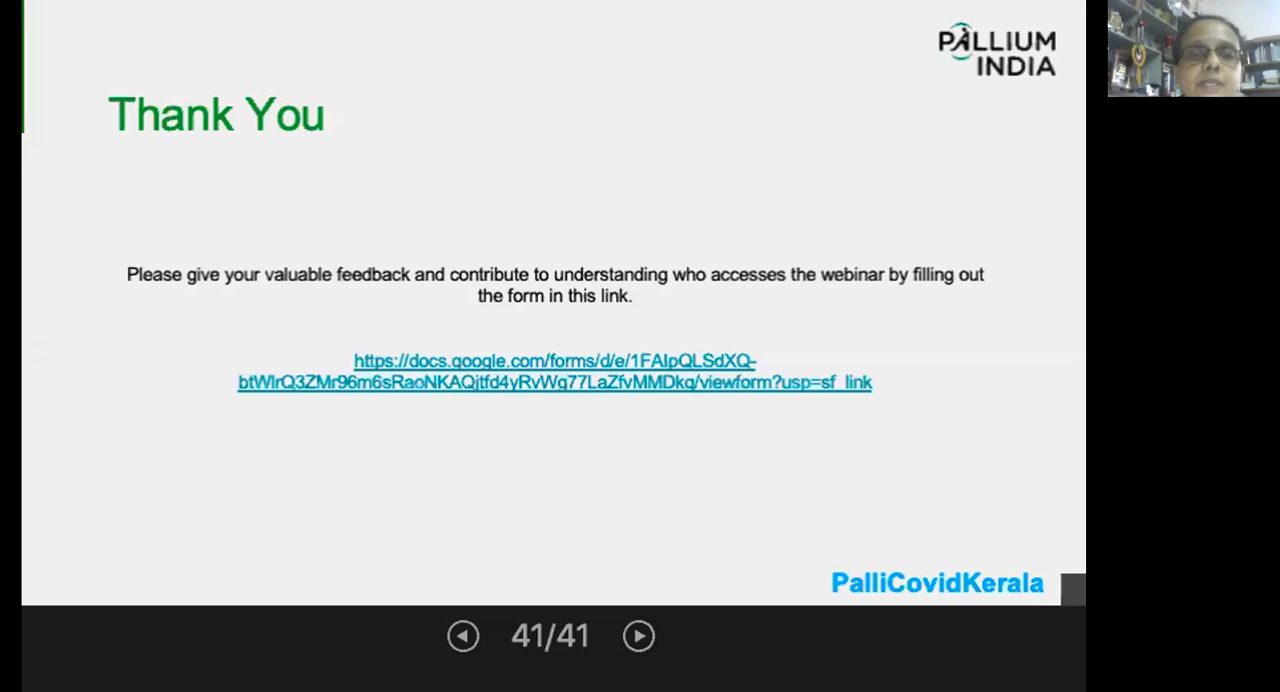 PALLIUM
INDIA
Thank You
Please give your valuable feedback and contribute to understanding who accesses the webinar by filling out
the form in this link.
https://docs.google.com/forms/d/e/1FAIpQLSdXQ-
btWIrQ3ZMr96m6sRaoNKAQjtfd4yRvWg77LaZfvMMDkg/viewform?usp=sf_link
PalliCovidKerala
41/41